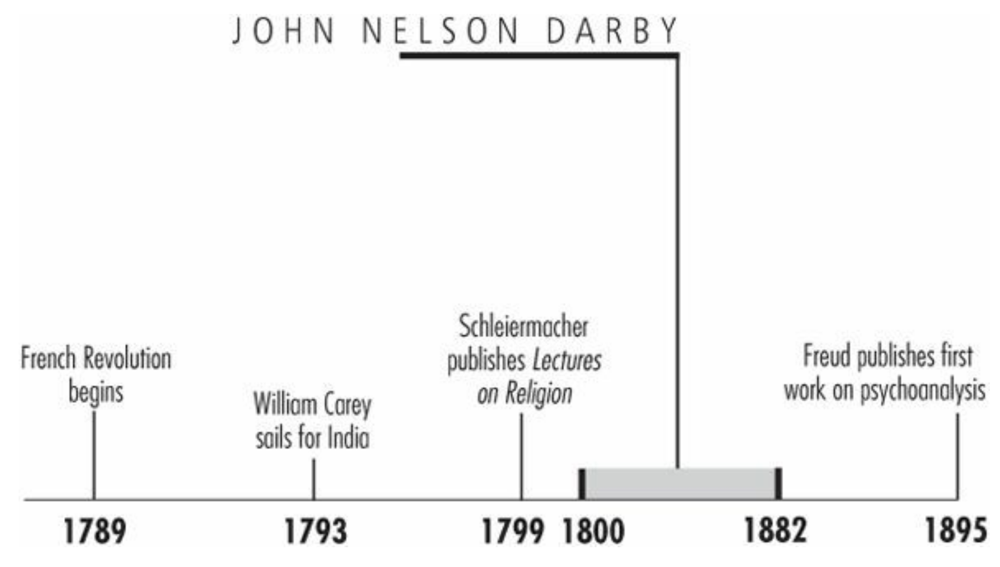 JOHN NELSON DARBY
French Revolution
begins
William Carey
sails for India
Schleiermacher
publishes Lectures
on Religion
Freud publishes first
work on psychoanalysis
1789 1793 1799 1800 1882 1895